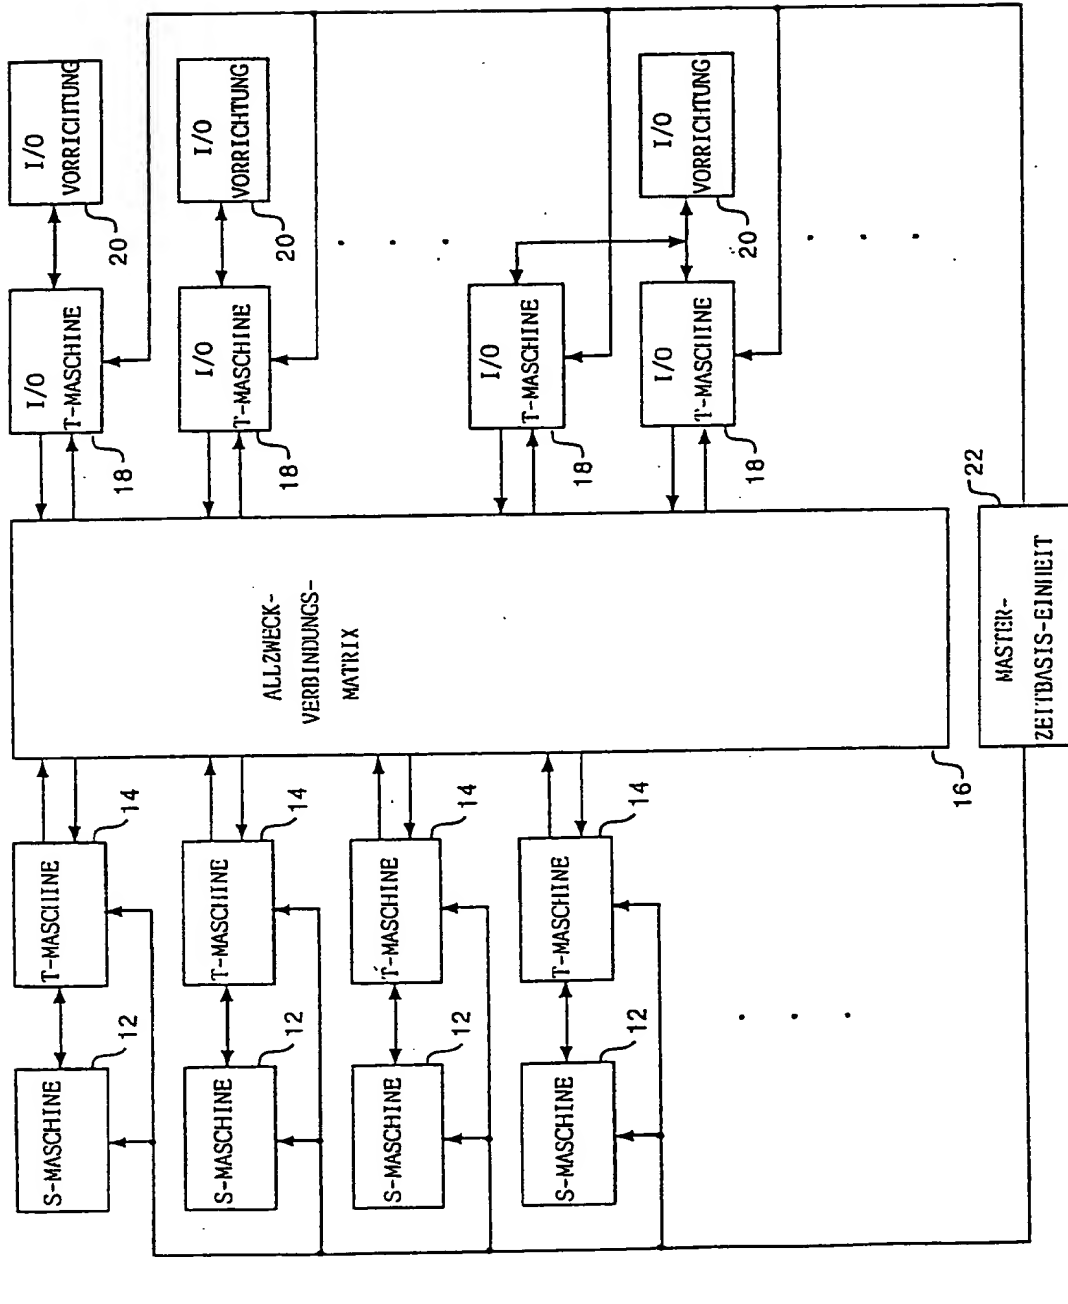 S-MASCHINE
12
T-MASCHINE
14
I/O
T-MASCHINE
18
I/O
VORRICHTUNG
20
S-MASCHINE
12
T-MASCHINE
14
ALLZWECK-
VERBINDUNGS-
MATRIX
I/O
T-MASCHINE
18
I/O
VORRICHTUNG
20
S-MASCHINE
12
T-MASCHINE
14
I/O
T-MASCHINE
18
S-MASCHINE
12
T-MASCHINE
14
I/O
T-MASCHINE
18
I/O
VORRICHTUNG
20
16
22
MASTER-
ZEITBASIS-EINHEIT